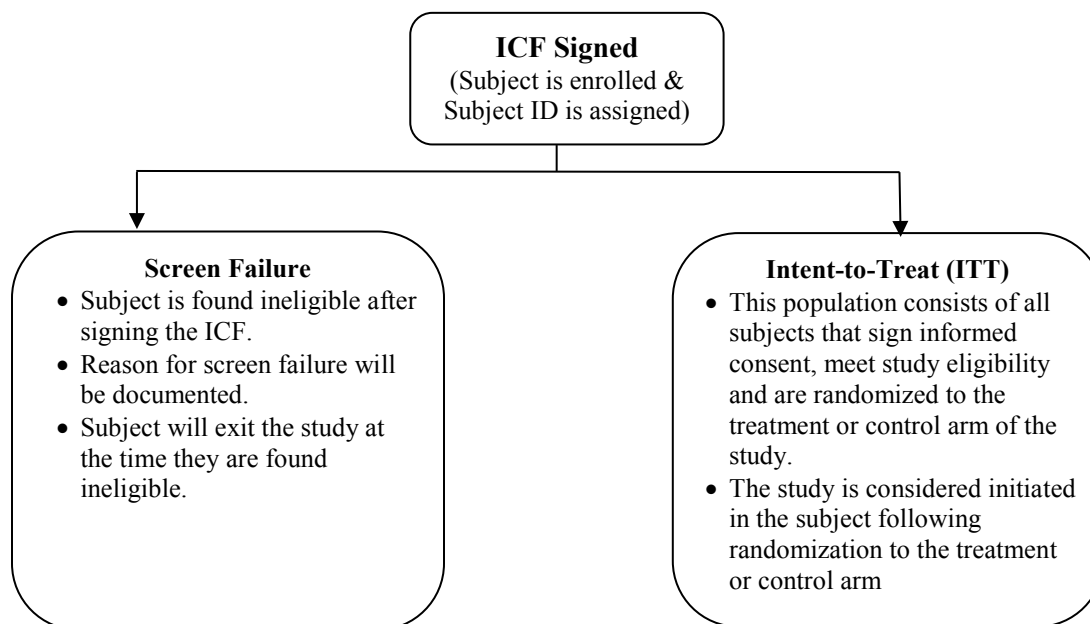 ICF Signed
(Subject is enrolled &
Subject ID is assigned)
Screen Failure
• Subject is found ineligible after
signing the ICF.
• Reason for screen failure will
be documented.
• Subject will exit the study at
the time they are found
ineligible.
Intent-to-Treat (ITT)
• This population consists of all
subjects that sign informed
consent, meet study eligibility
and are randomized to the
treatment or control arm of the
study.
• The study is considered initiated
in the subject following
randomization to the treatment
or control arm